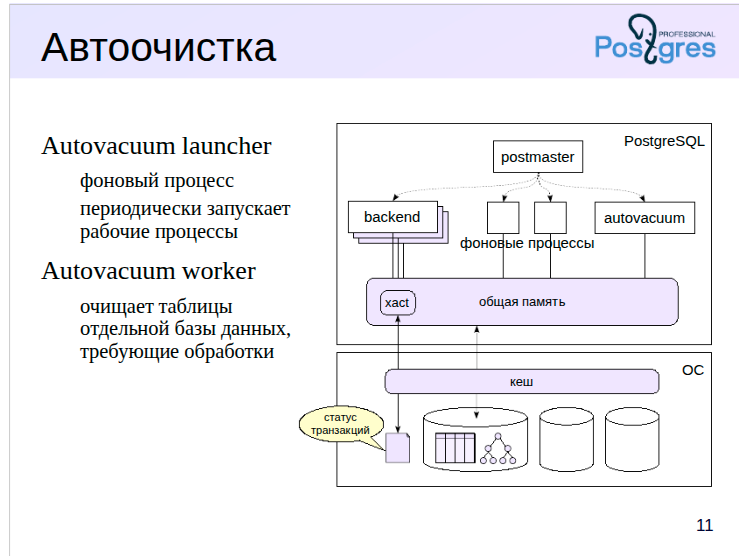 Автоочистка
PROFESSIONAL
Postgres
Autovacuum launcher
фоновый процесс
периодически запускает
рабочие процессы
Autovacuum worker
очищает таблицы
отдельной базы данных,
требующие обработки
PostgreSQL
postmaster
backend
autovacuum
фоновые процессы
xact
общая память
ОС
кеш
статус
транзакций
11